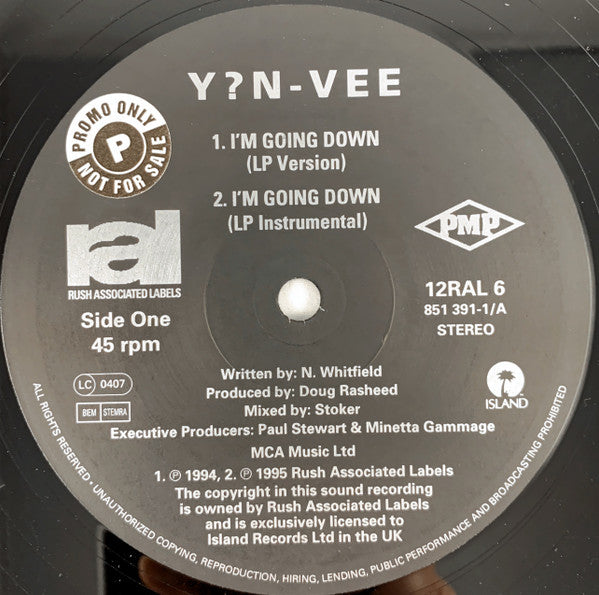 Y?N-VEE
PROMO ONLY
P
NOT FOR SALE
1. I'M GOING DOWN
(LP Version)
2. I'M GOING DOWN
(LP Instrumental)
ral
RUSH ASSOCIATED LABELS
PMP
Side One
45 rpm
12RAL 6
851 391-1/A
STEREO
LC 0407
BEM STEMRA
ISLAND
Written by: N. Whitfield
Produced by: Doug Rasheed
Mixed by: Stoker
Executive Producers: Paul Stewart & Minetta Gammage
MCA Music Ltd
1. ℗ 1994, 2. ℗ 1995 Rush Associated Labels
The copyright in this sound recording
is owned by Rush Associated Labels
and is exclusively licensed to
Island Records Ltd in the UK
ALL RIGHTS RESERVED • UNAUTHORIZED COPYING, REPRODUCTION, HIRING, LENDING, PUBLIC PERFORMANCE AND BROADCASTING PROHIBITED